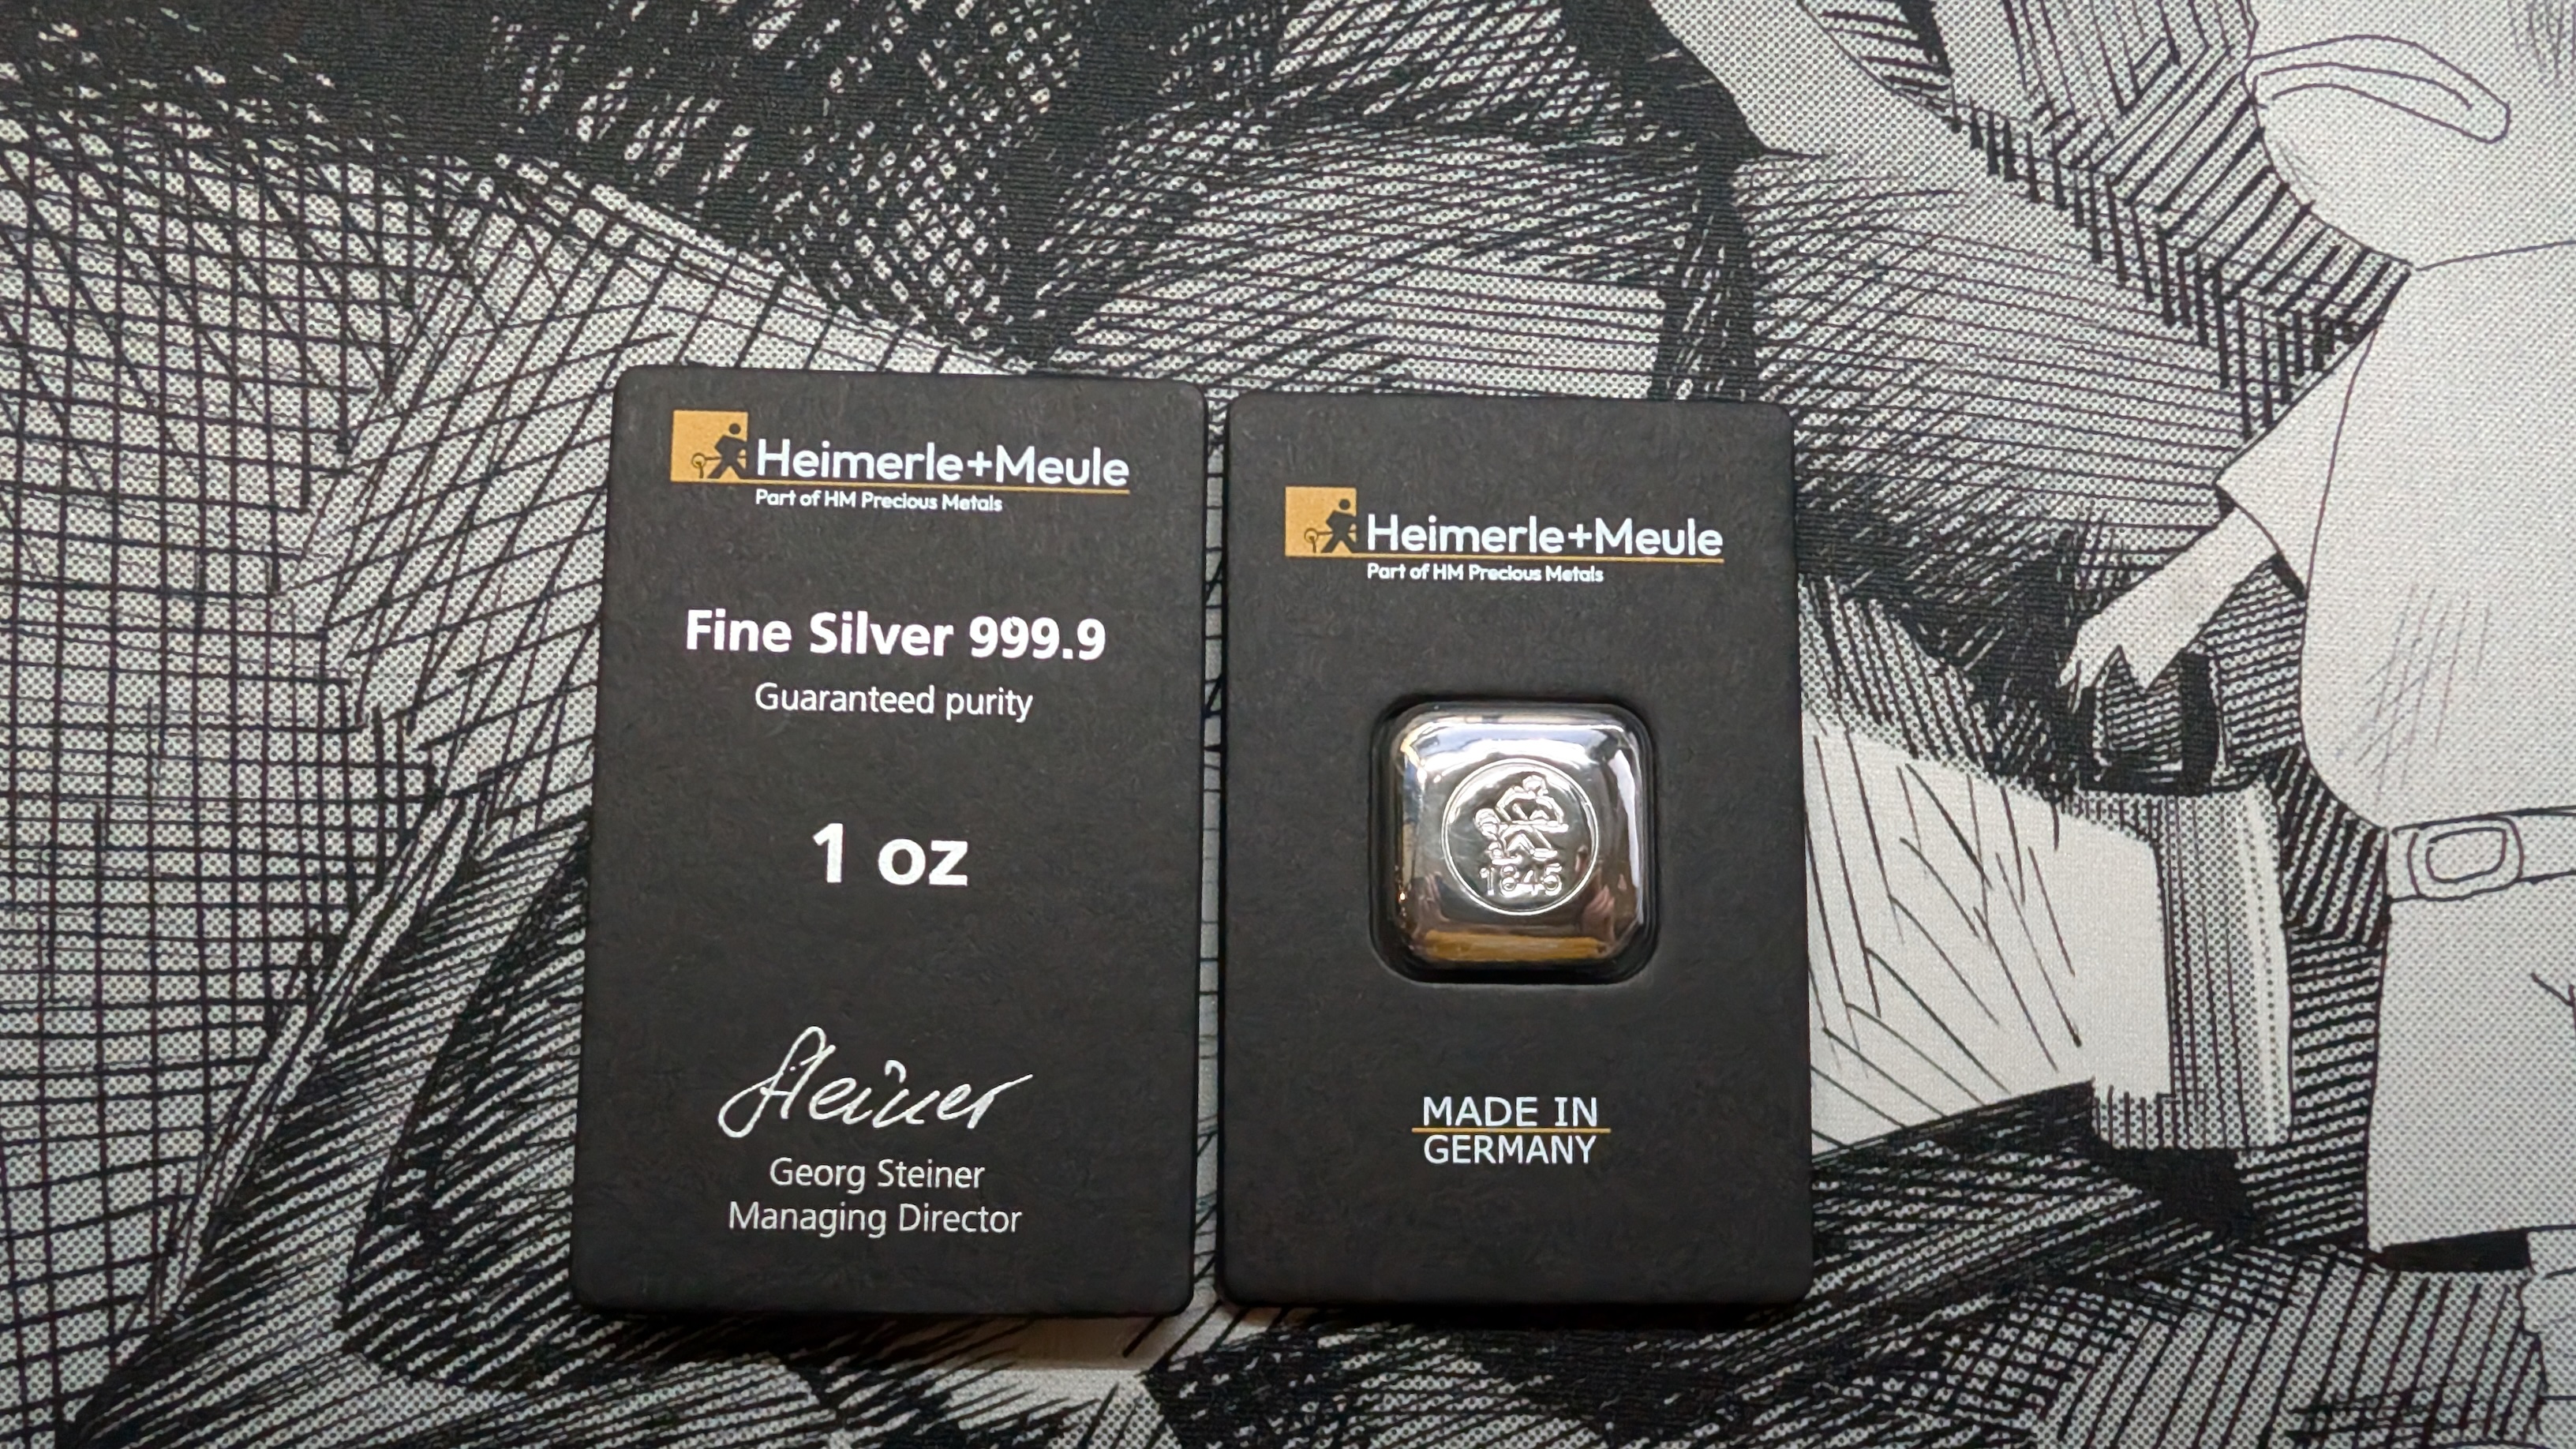 Heimerle+Meule
Part of HM Precious Metals
Fine Silver 999.9
Guaranteed purity
1 oz
Steiner
Georg Steiner
Managing Director
Heimerle+Meule
Part of HM Precious Metals
1845
MADE IN
GERMANY